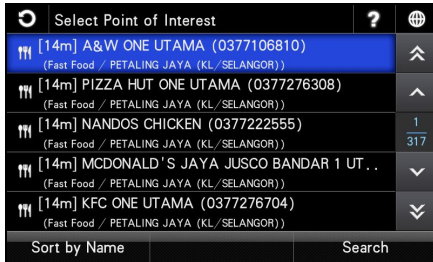 Select Point of Interest ?
[14m] A&W ONE UTAMA (0377106810)
(Fast Food / PETALING JAYA (KL/SELANGOR))
[14m] PIZZA HUT ONE UTAMA (0377276308)
(Fast Food / PETALING JAYA (KL/SELANGOR))
[14m] NANDOS CHICKEN (0377222555)
(Fast Food / PETALING JAYA (KL/SELANGOR))
1
317
[14m] MCDONALD'S JAYA JUSCO BANDAR 1 UT..
(Fast Food / PETALING JAYA (KL/SELANGOR))
[14m] KFC ONE UTAMA (0377276704)
(Fast Food / PETALING JAYA (KL/SELANGOR))
Sort by Name Search